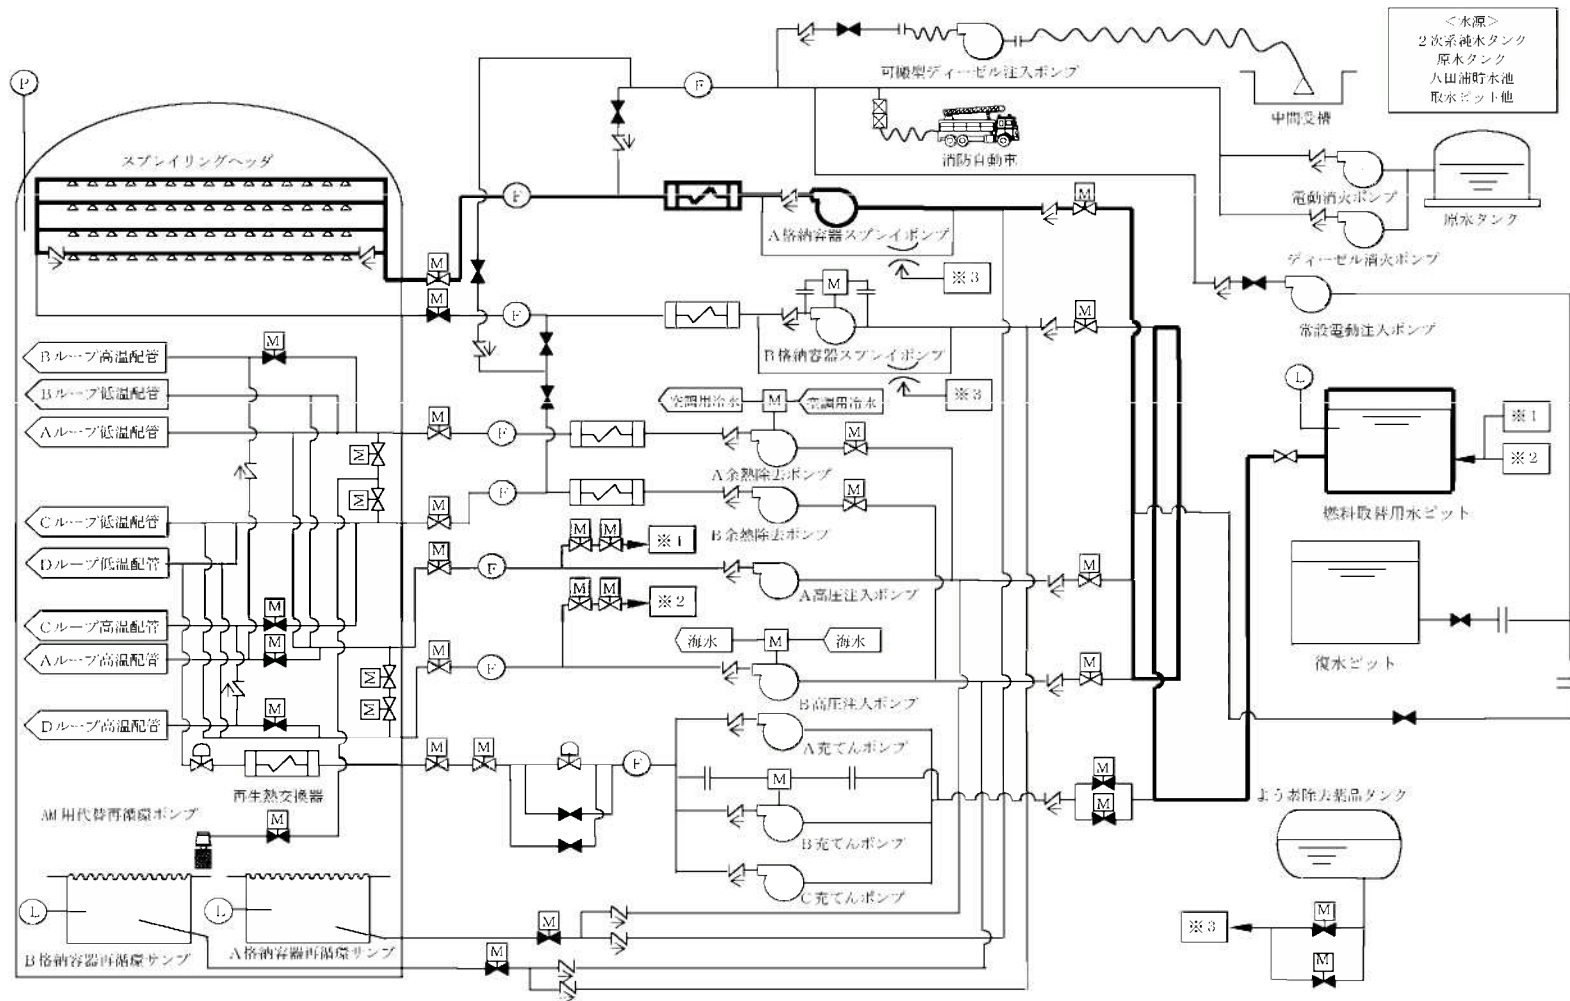 <水源>
2次系純水タンク
原水タンク
八田浦貯水池
取水ピット他
可搬型ディーゼル注入ポンプ
中間受槽
消防自動車
電動消火ポンプ
原水タンク
ディーゼル消火ポンプ
常設電動注入ポンプ
P
スプレイリングヘッダ
F
F
M
A格納容器スプレイポンプ
M
※3
M
M
F
M
B格納容器スプレイポンプ
M
※3
Bループ高温配管
M
Bループ低温配管
空調用冷水
M
空調用冷水
L
※1
※2
燃料取替用水ピット
Aループ低温配管
M
F
M
A余熱除去ポンプ
M
M
Cループ低温配管
M
F
M
B余熱除去ポンプ
M
M
※1
Dループ低温配管
M
F
A高圧注入ポンプ
M
M
M
※2
Cループ高温配管
M
海水
M
海水
Aループ高温配管
M
M
F
B高圧注入ポンプ
M
復水ピット
M
M
Dループ高温配管
M
A充てんポンプ
M
M
F
M
再生熱交換器
B充てんポンプ
M
M
よう素除去薬品タンク
AM用代替再循環ポンプ
M
C充てんポンプ
L
L
M
B格納容器再循環サンプ
A格納容器再循環サンプ
M
※3
M
M